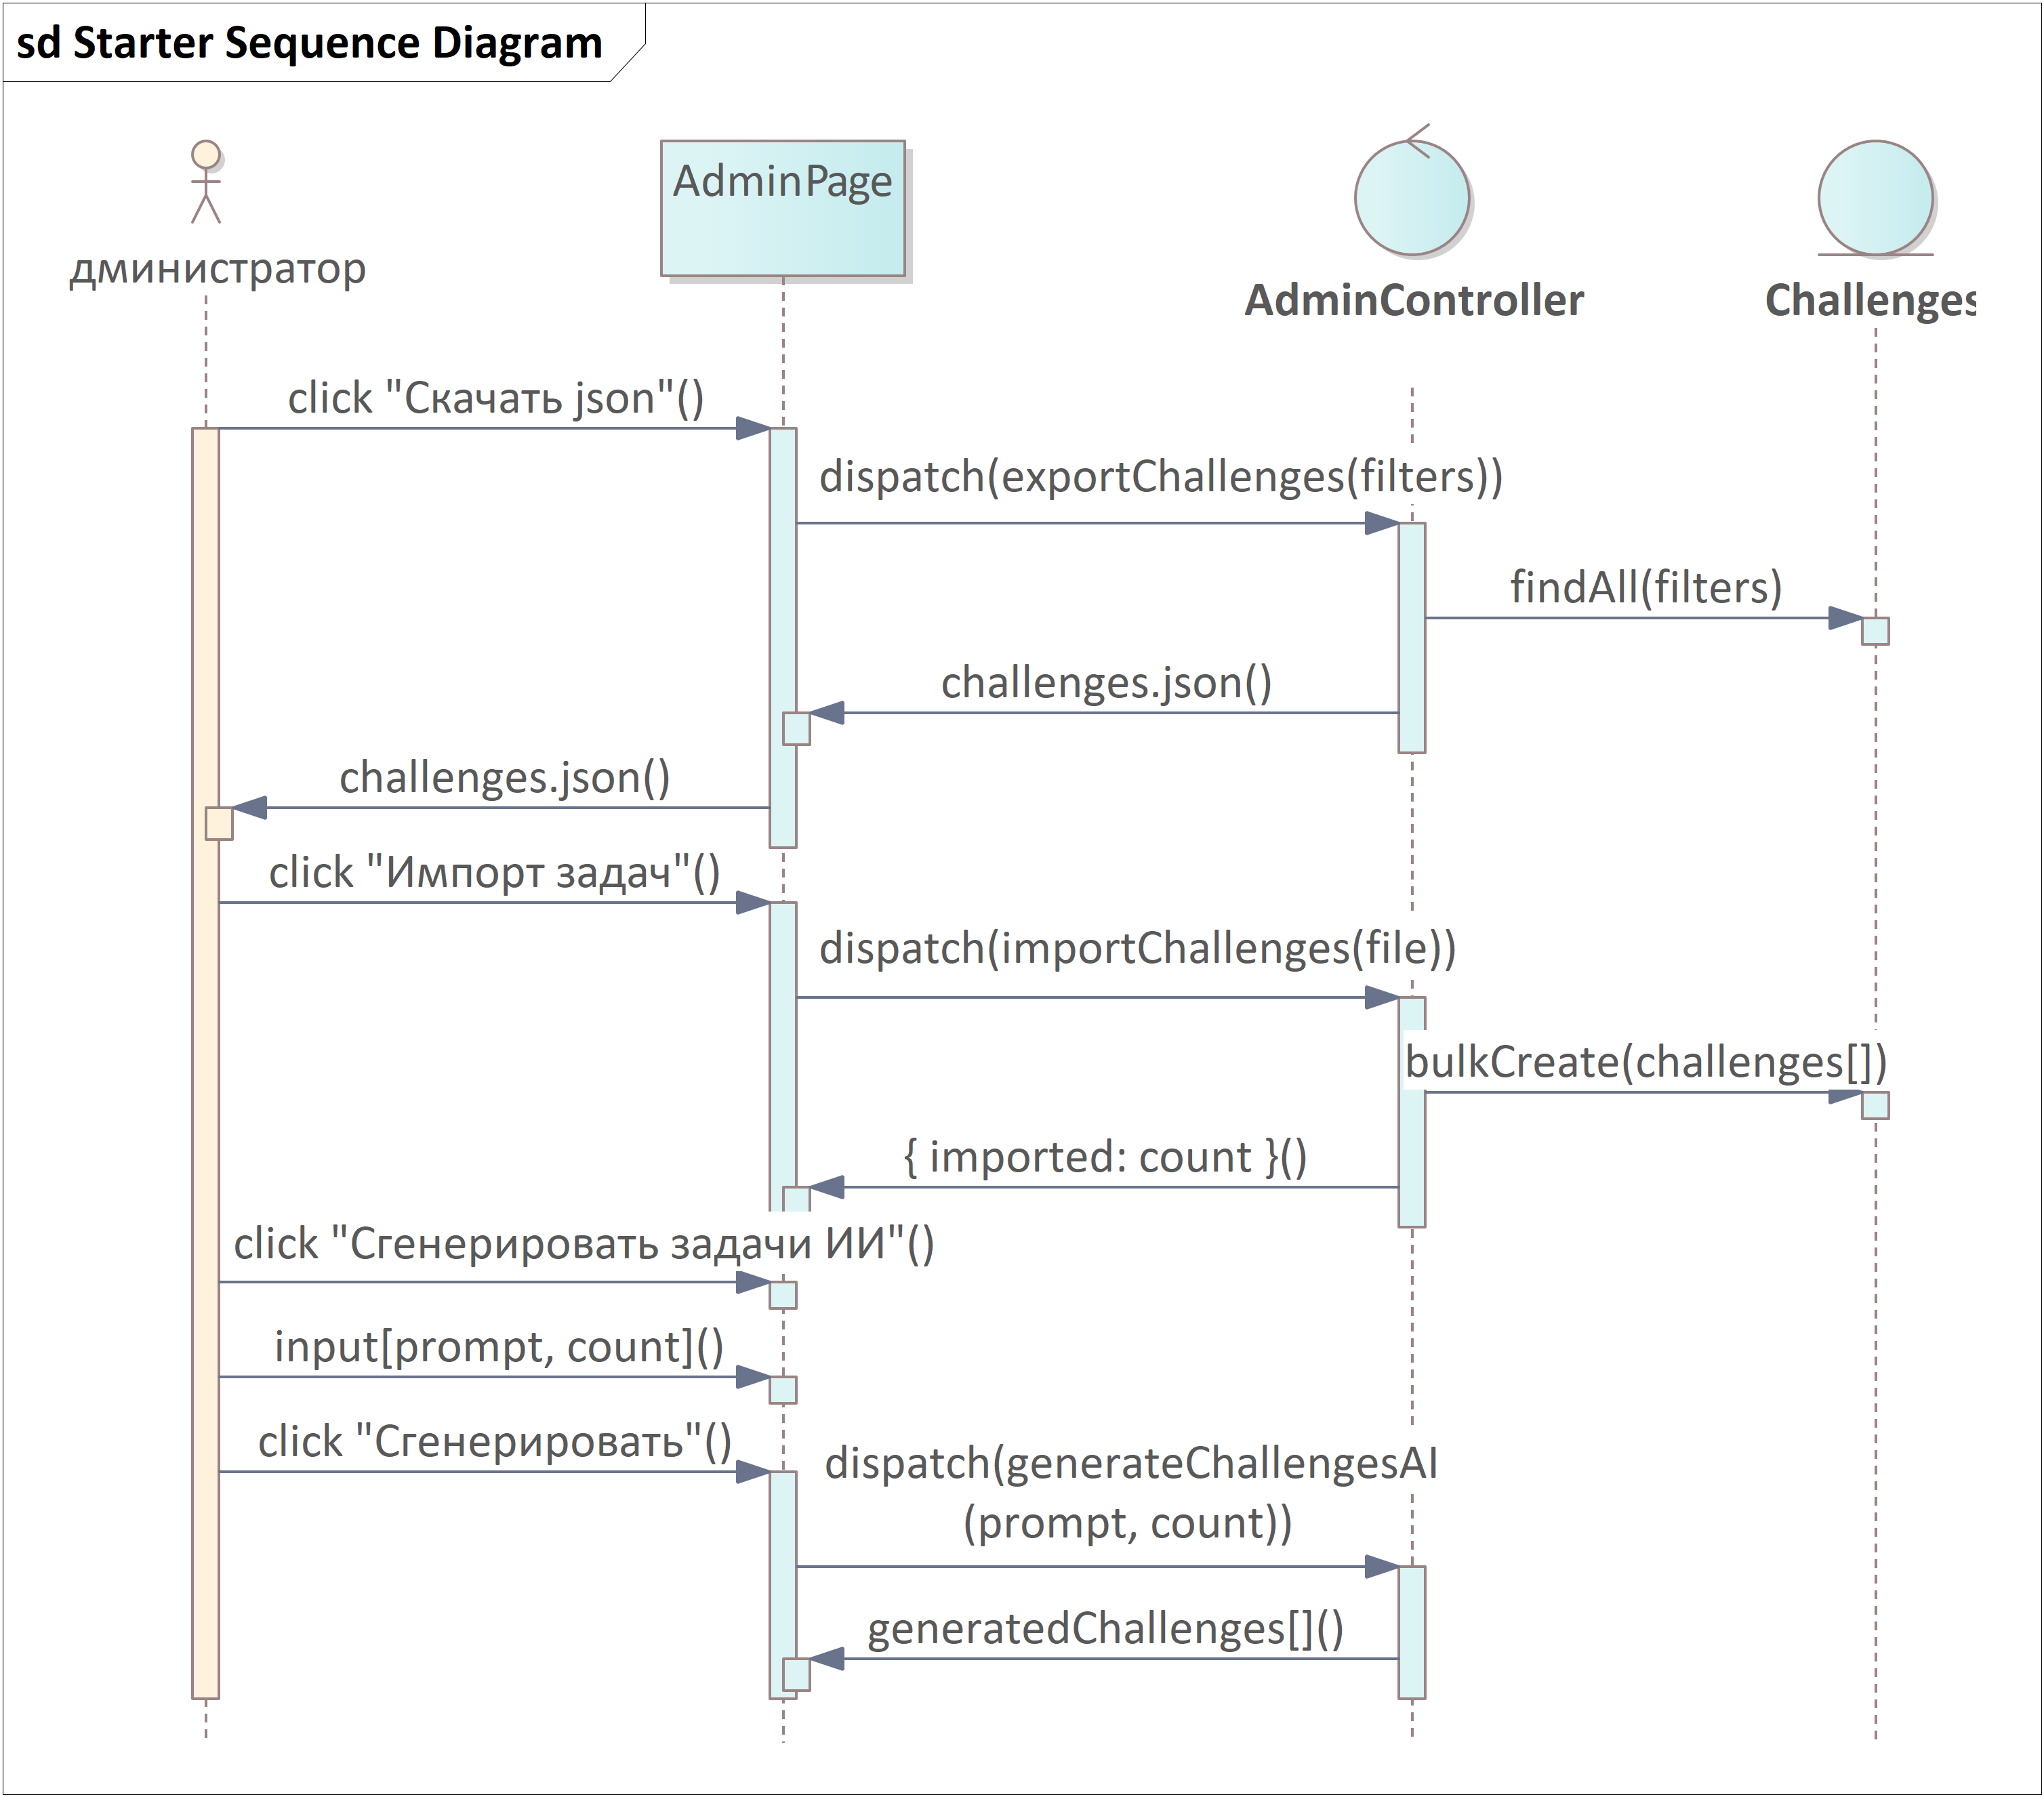 sd Starter Sequence Diagram
дминистратор
AdminPage
AdminController
Challenges
click "Скачать json"()
dispatch(exportChallenges(filters))
findAll(filters)
challenges.json()
challenges.json()
click "Импорт задач"()
dispatch(importChallenges(file))
bulkCreate(challenges[])
{ imported: count }()
click "Сгенерировать задачи ИИ"()
input[prompt, count]()
click "Сгенерировать"()
dispatch(generateChallengesAI
(prompt, count))
generatedChallenges[]()